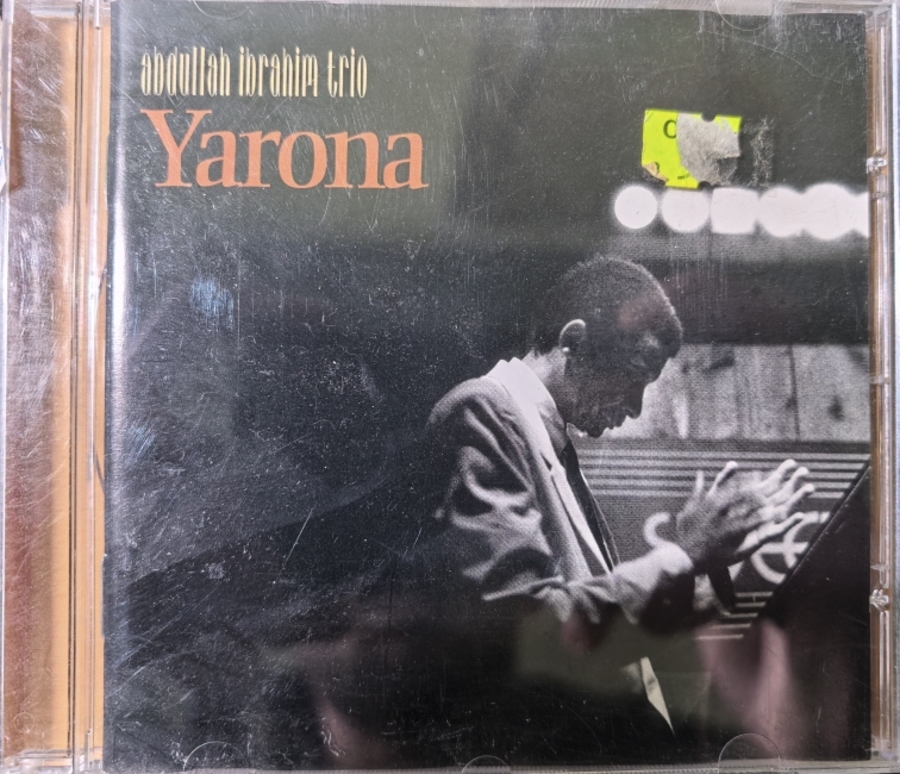 abdullah ibrahim trio
Yarona